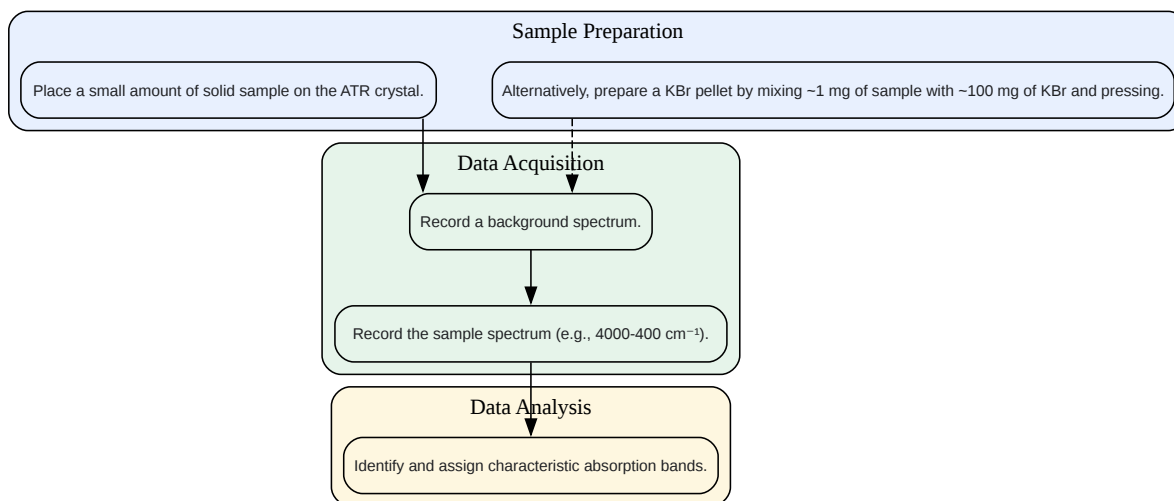 Sample Preparation
Place a small amount of solid sample on the ATR crystal.
Alternatively, prepare a KBr pellet by mixing ~1 mg of sample with ~100 mg of KBr and pressing.
Data Acquisition
Record a background spectrum.
Record the sample spectrum (e.g., 4000-400 cm⁻¹).
Data Analysis
Identify and assign characteristic absorption bands.